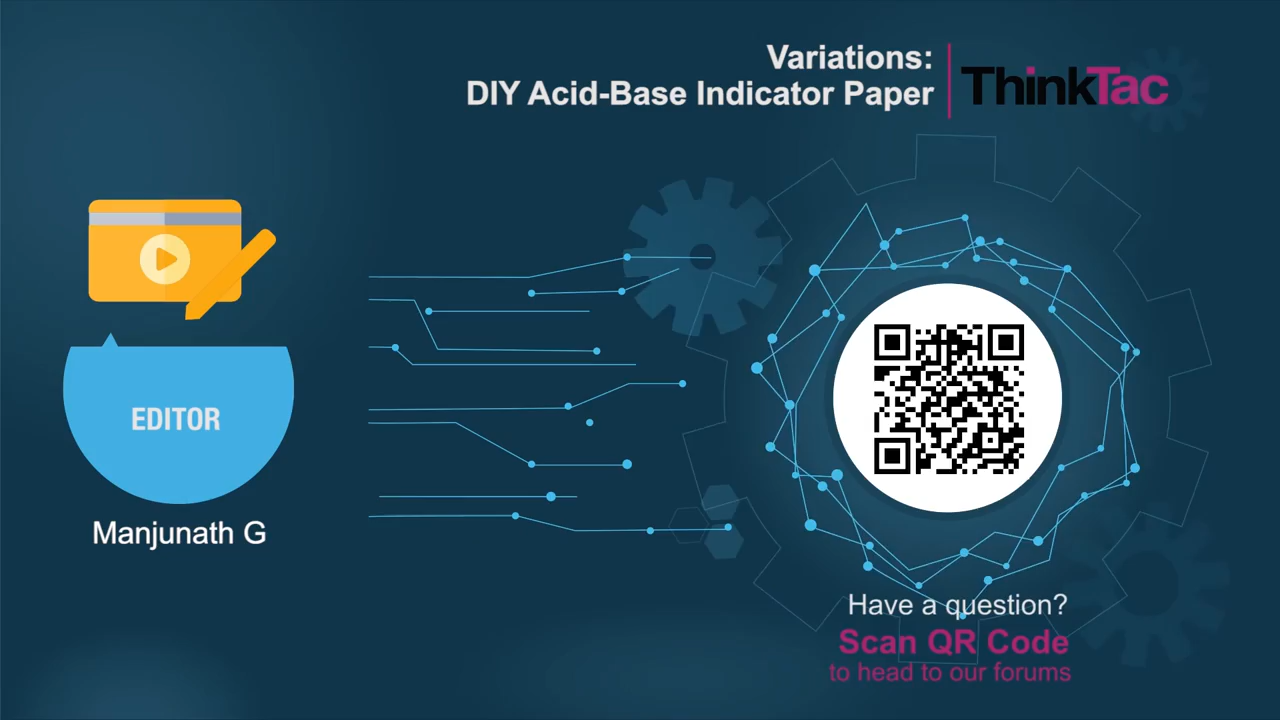 Variations:
DIY Acid-Base Indicator Paper
ThinkTac
EDITOR
Manjunath G
Have a question?
Scan QR Code
to head to our forums